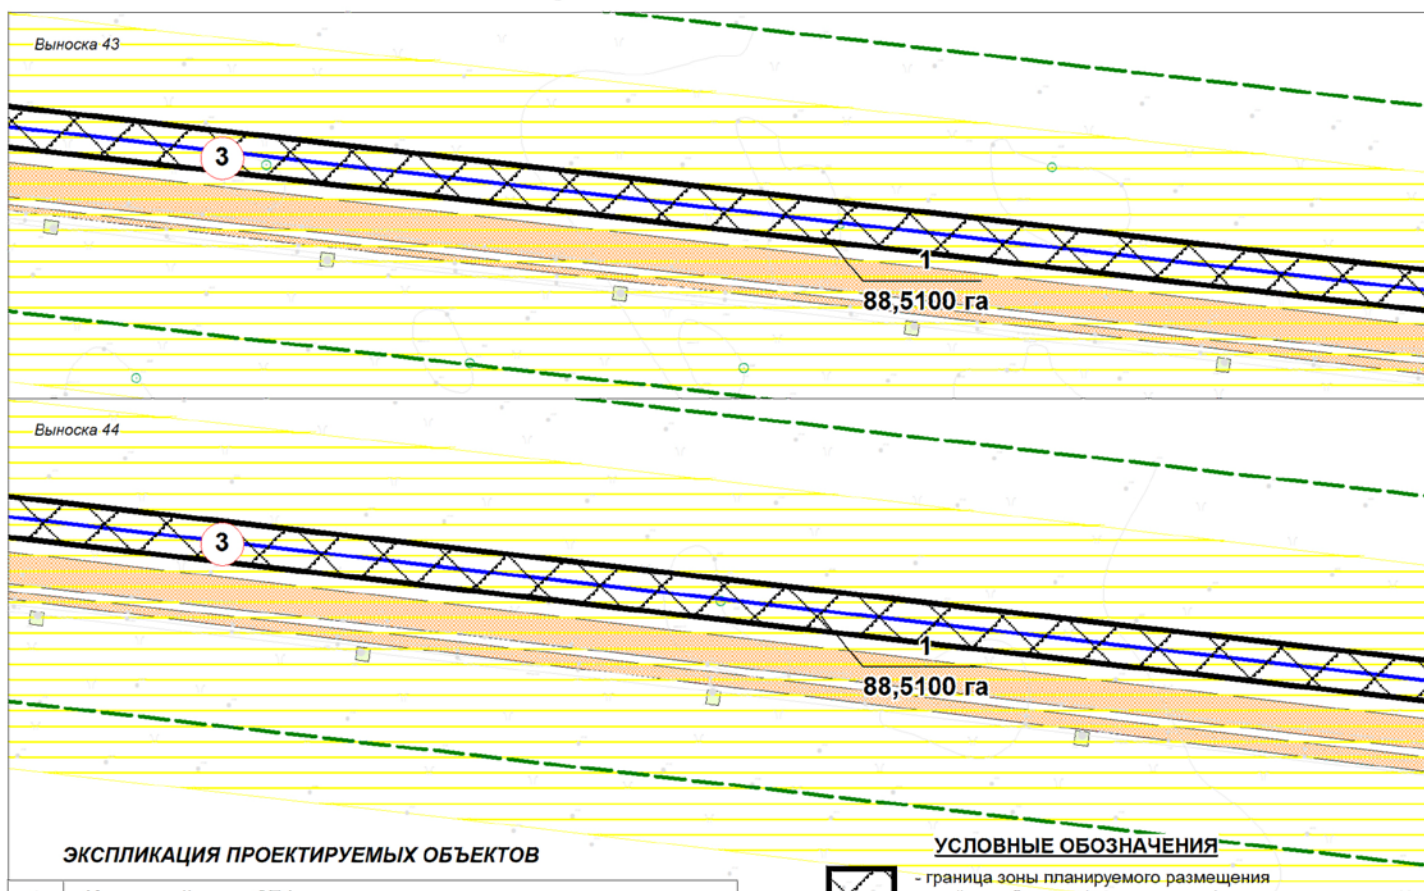 Выноска 43
3
1
88,5100 га
Выноска 44
3
1
88,5100 га
ЭКСПЛИКАЦИЯ ПРОЕКТИРУЕМЫХ ОБЪЕКТОВ
УСЛОВНЫЕ ОБОЗНАЧЕНИЯ
- граница зоны планируемого размещения